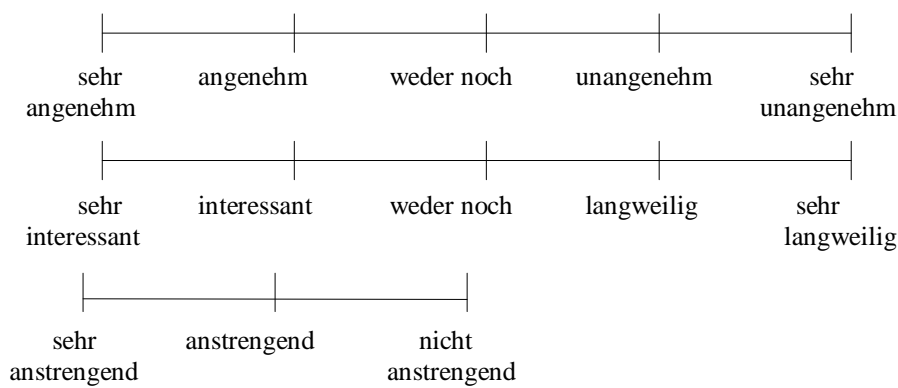 sehr angenehm weder noch unangenehm sehr
angenehm unangenehm
sehr interessant weder noch langweilig sehr
interessant langweilig
sehr anstrengend nicht
anstrengend anstrengend